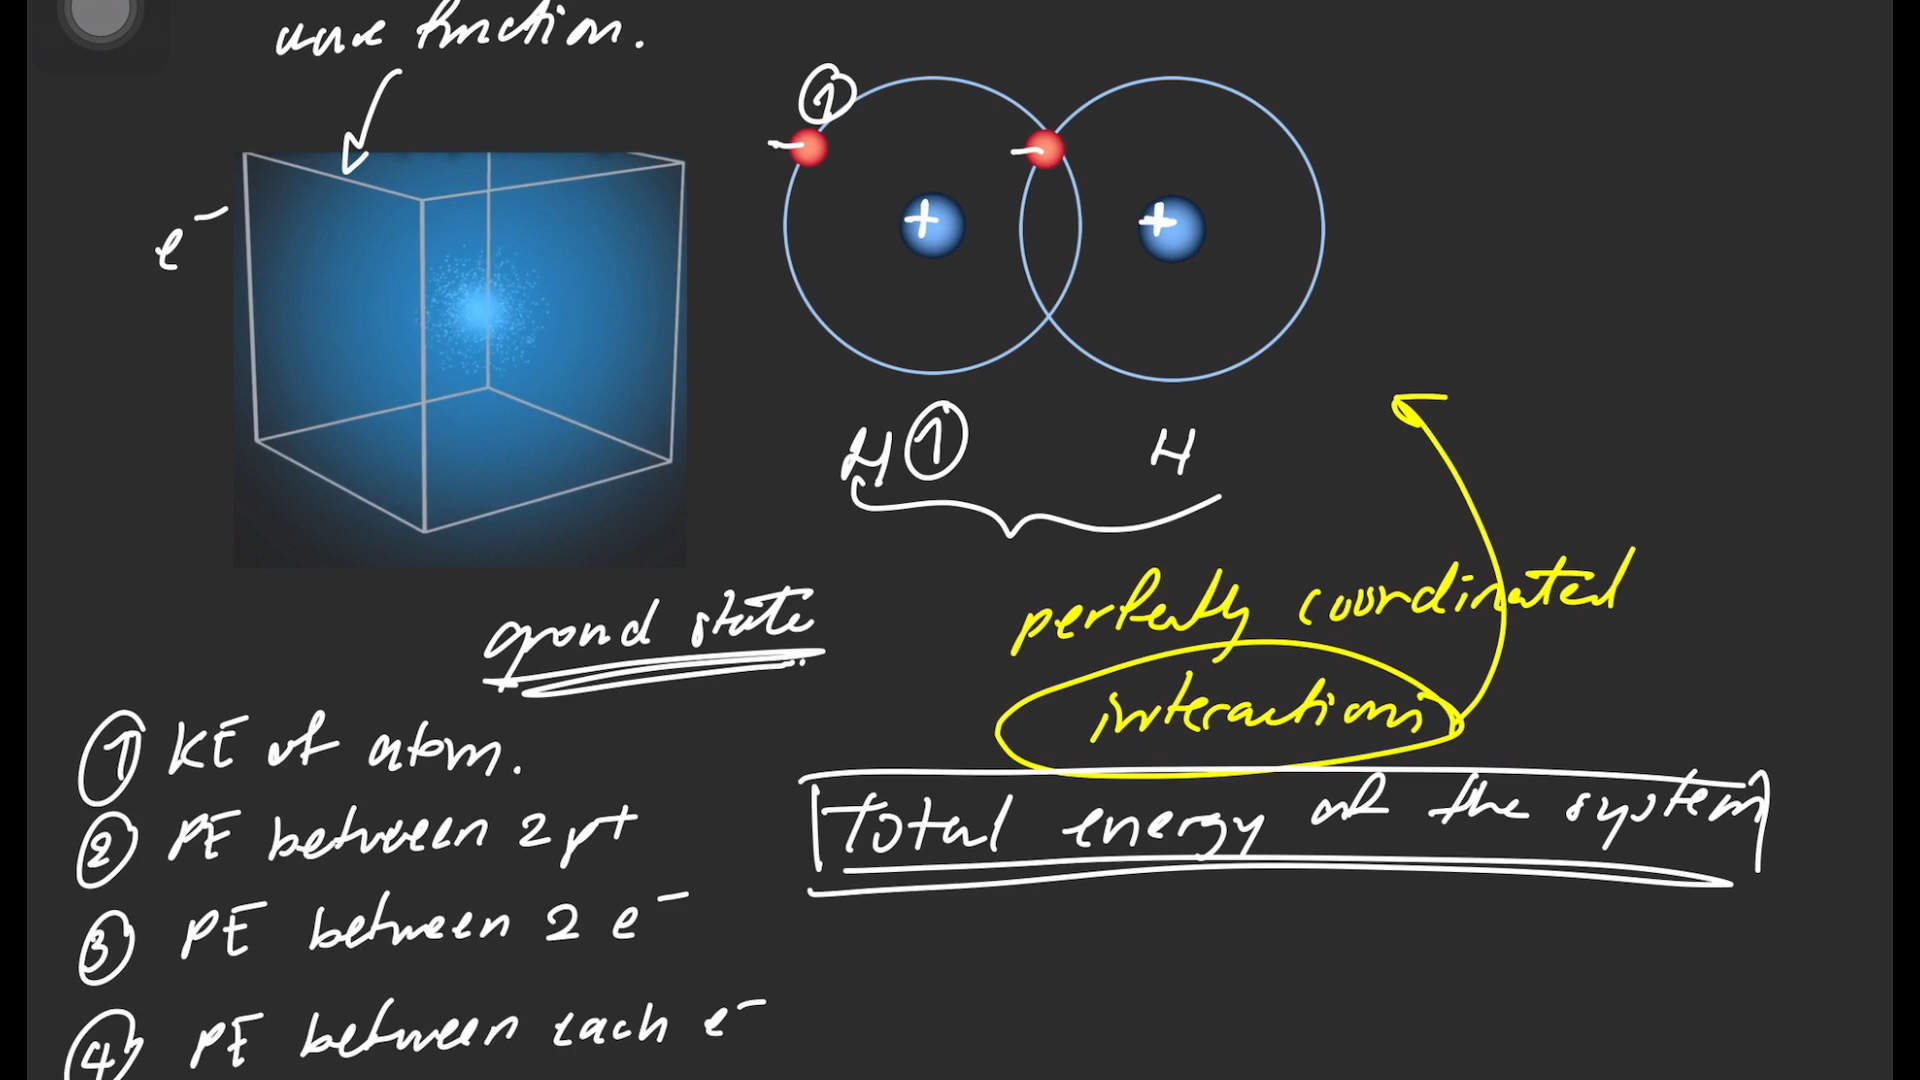 wave function.
①
- -
+ +
e⁻
H ① H
grond state
perfectly coordinated
interactions
① KE of atom.
Total energy of the system
② PE between 2 p+
③ PE between 2 e⁻
④ PE between each e⁻